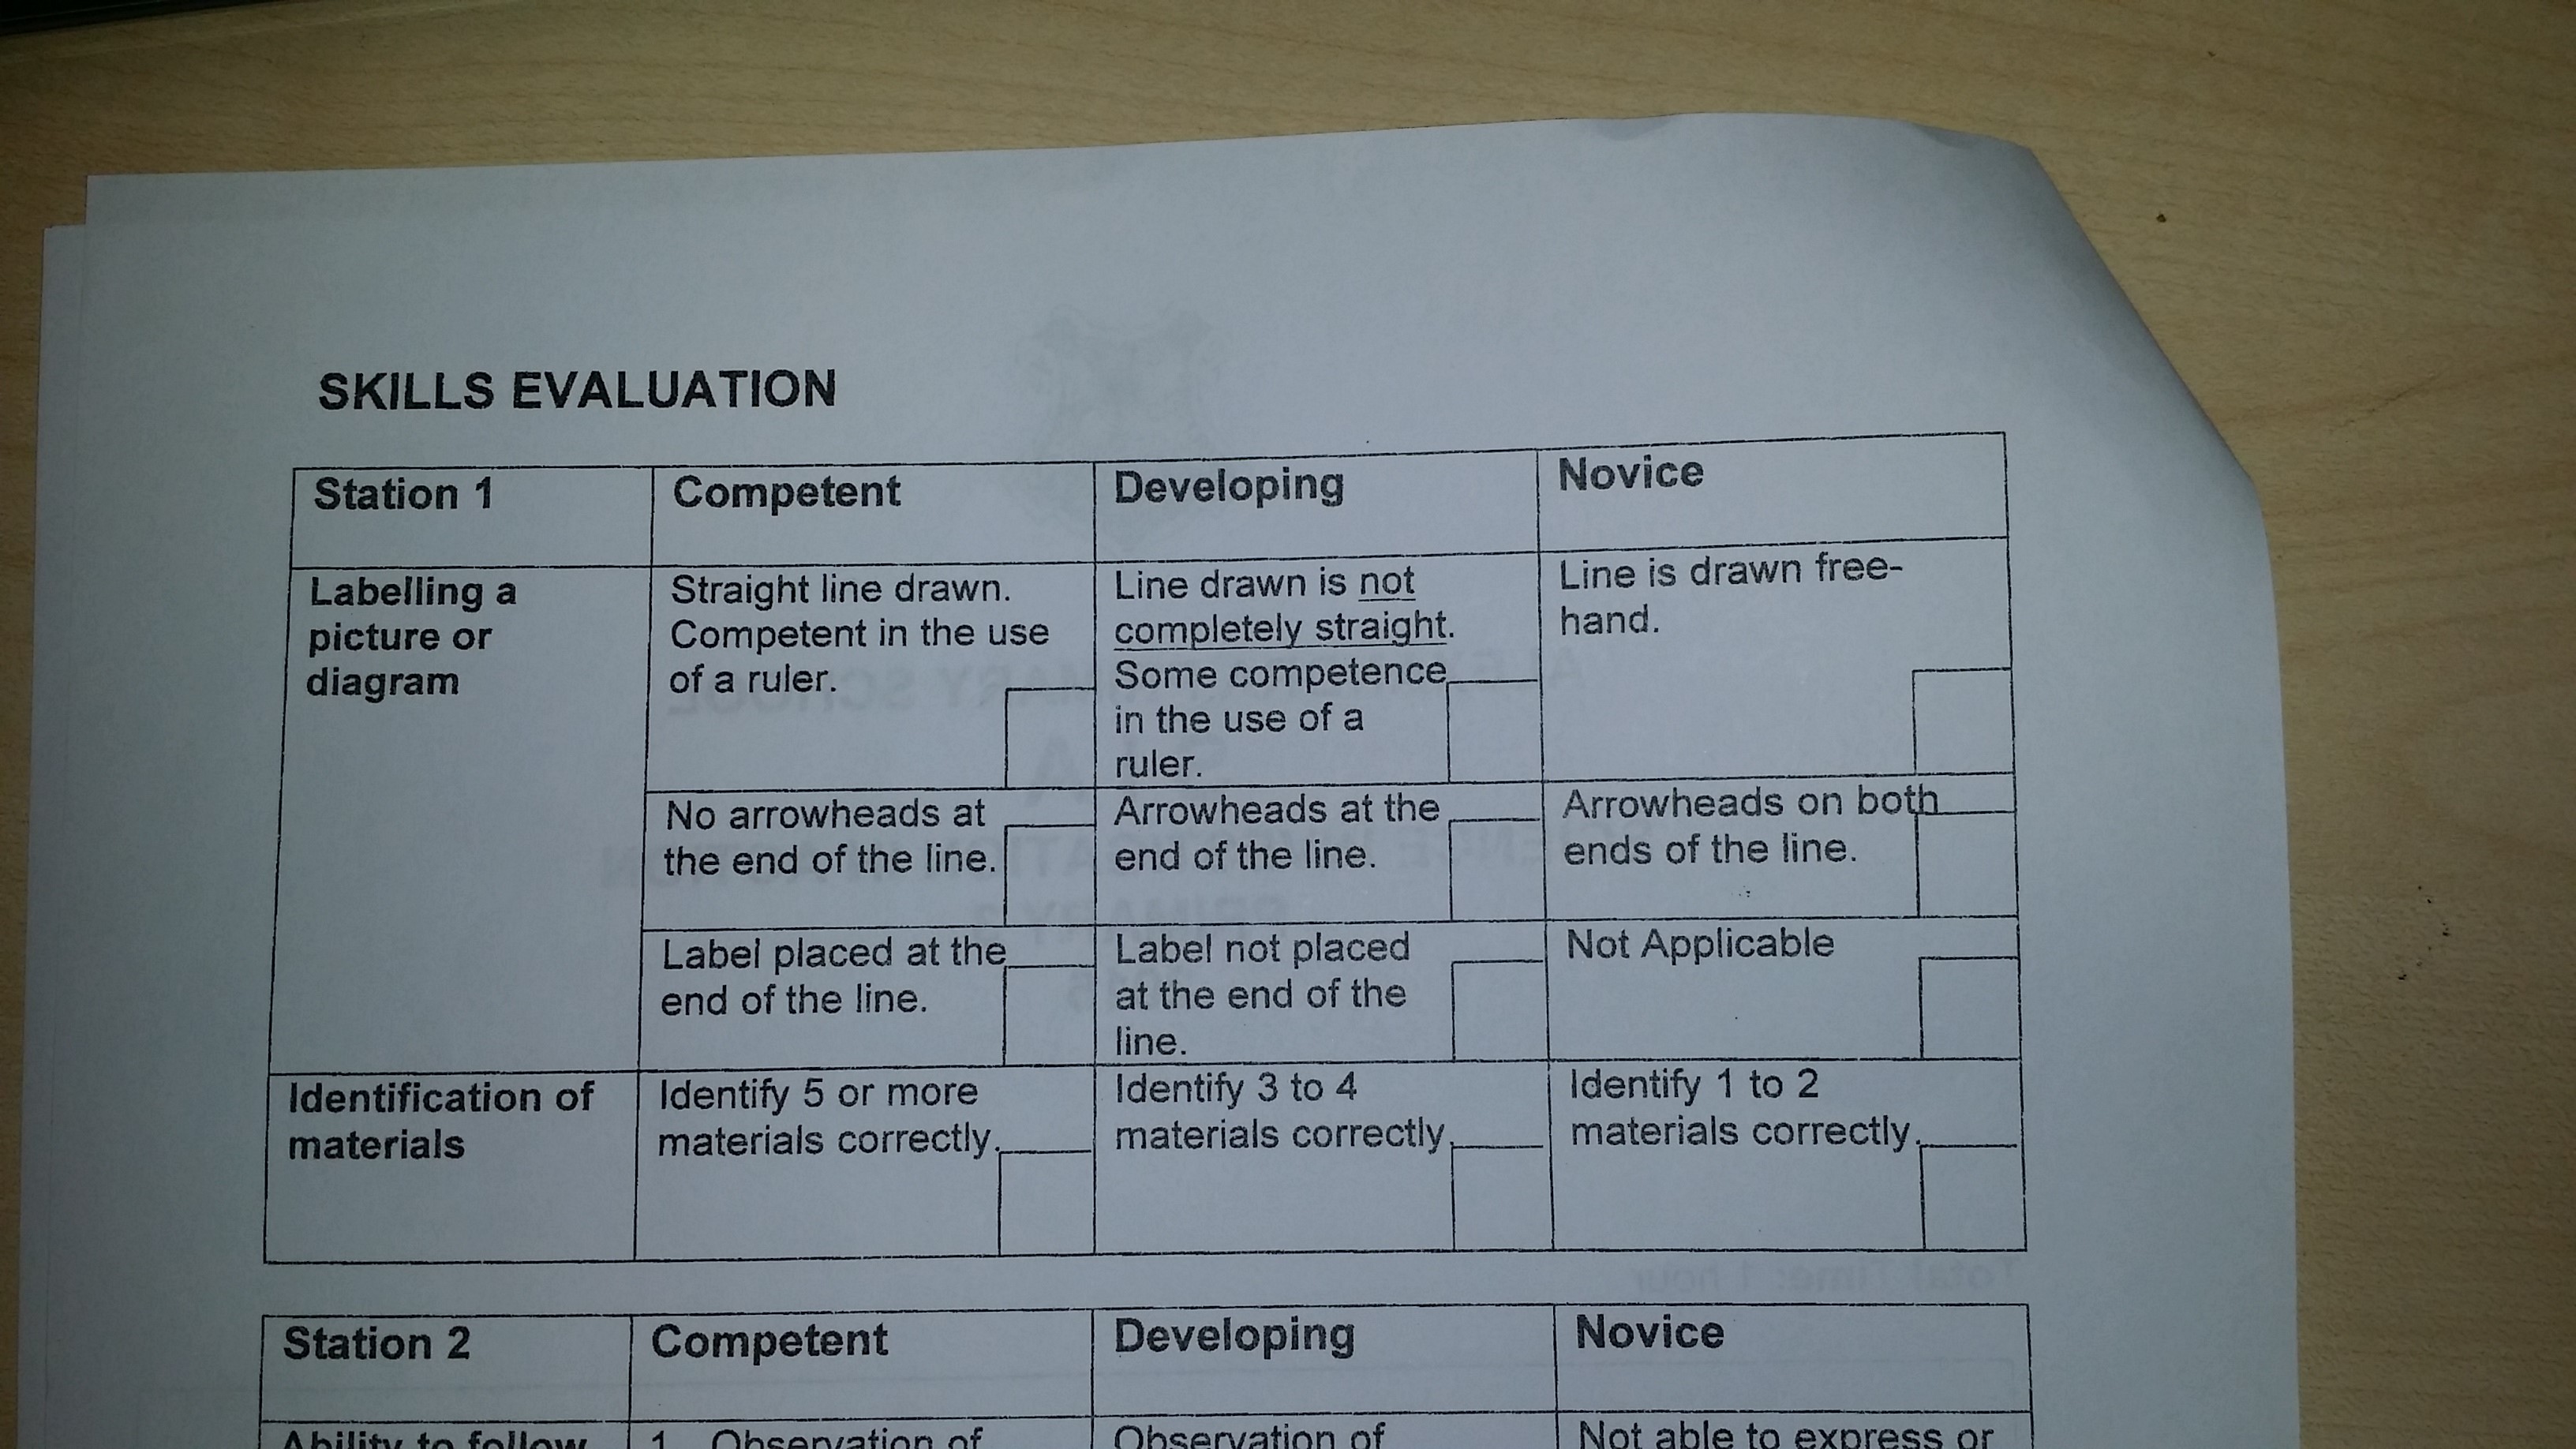 SKILLS EVALUATION
Station 1
Competent
Developing
Novice
Labelling a
picture or
diagram
Straight line drawn.
Competent in the use
of a ruler.
Line drawn is not
completely straight.
Some competence
in the use of a
ruler.
Line is drawn free-
hand.
No arrowheads at
the end of the line.
Arrowheads at the
end of the line.
Arrowheads on both
ends of the line.
Label placed at the
end of the line.
Label not placed
at the end of the
line.
Not Applicable
Identification of
materials
Identify 5 or more
materials correctly.
Identify 3 to 4
materials correctly.
Identify 1 to 2
materials correctly.
Station 2
Competent
Developing
Novice
Ability to follow
1. Observation of
Observation of
Not able to express or